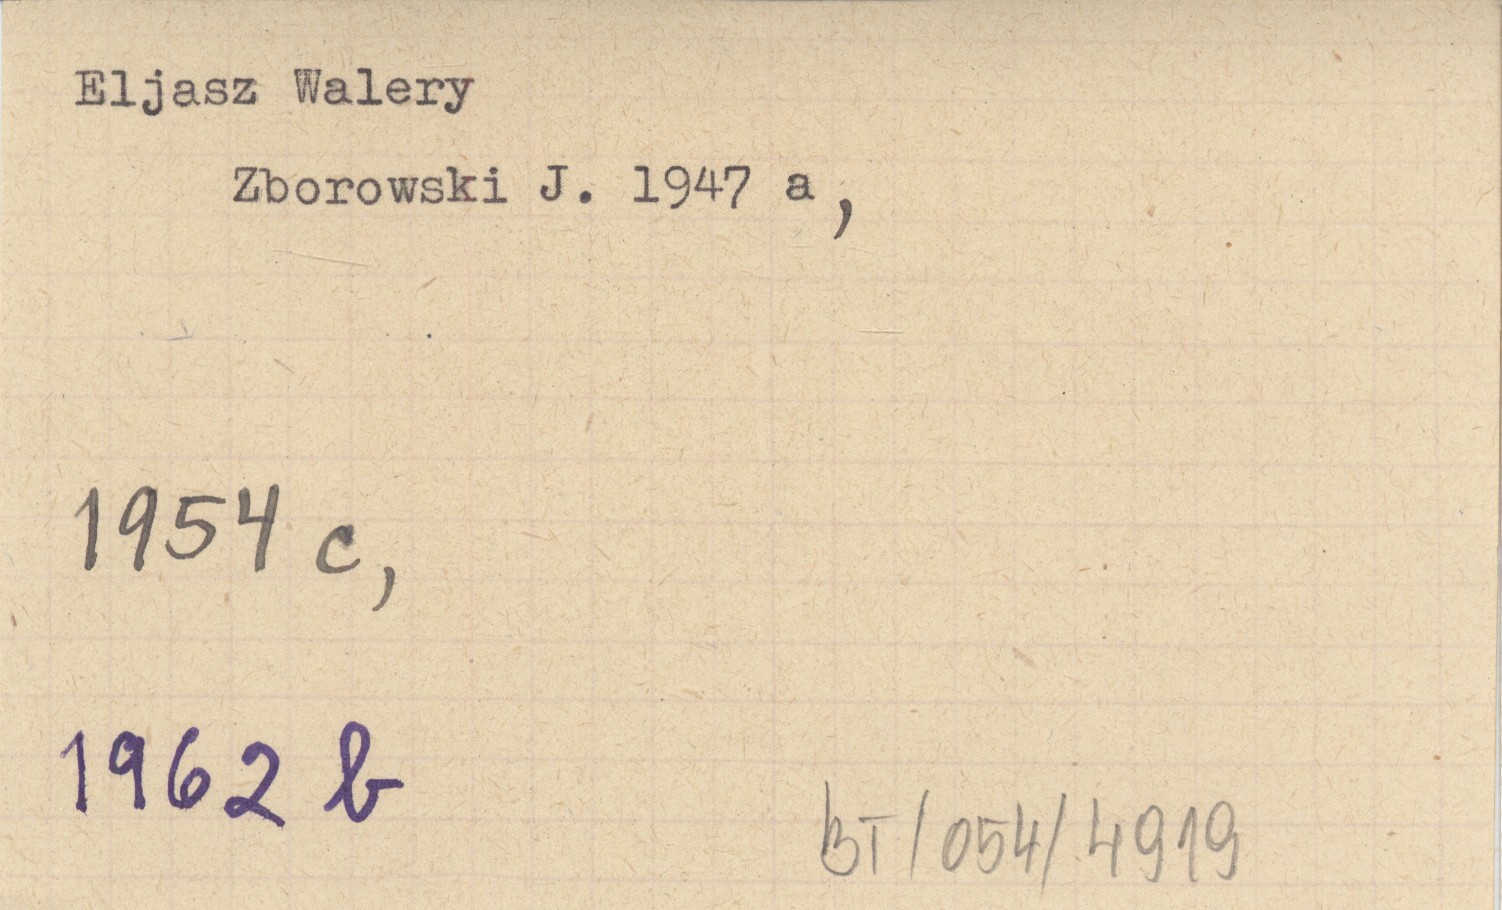 Eljasz Walery
Zborowski J. 1947 a,
1954 c,
1962 b
BT/054/4919